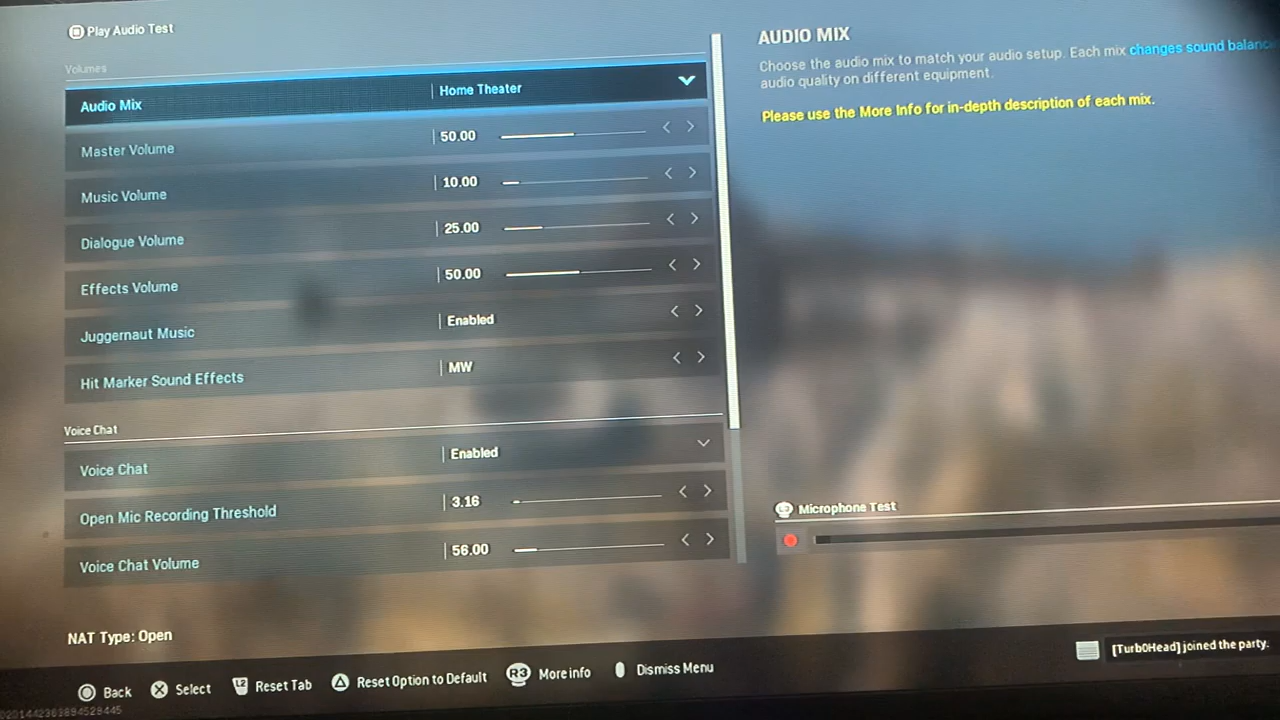 Play Audio Test
Volumes
Audio Mix
Home Theater
Master Volume
50.00
Music Volume
10.00
Dialogue Volume
25.00
Effects Volume
50.00
Juggernaut Music
Enabled
Hit Marker Sound Effects
MW
Voice Chat
Voice Chat
Enabled
Open Mic Recording Threshold
3.16
Voice Chat Volume
56.00
AUDIO MIX
Choose the audio mix to match your audio setup. Each mix changes sound balanc
audio quality on different equipment.
Please use the More Info for in-depth description of each mix.
Microphone Test
NAT Type: Open
[Turb0Head] joined the party.
Back
Select
L2 Reset Tab
Reset Option to Default
R3 More info
Dismiss Menu